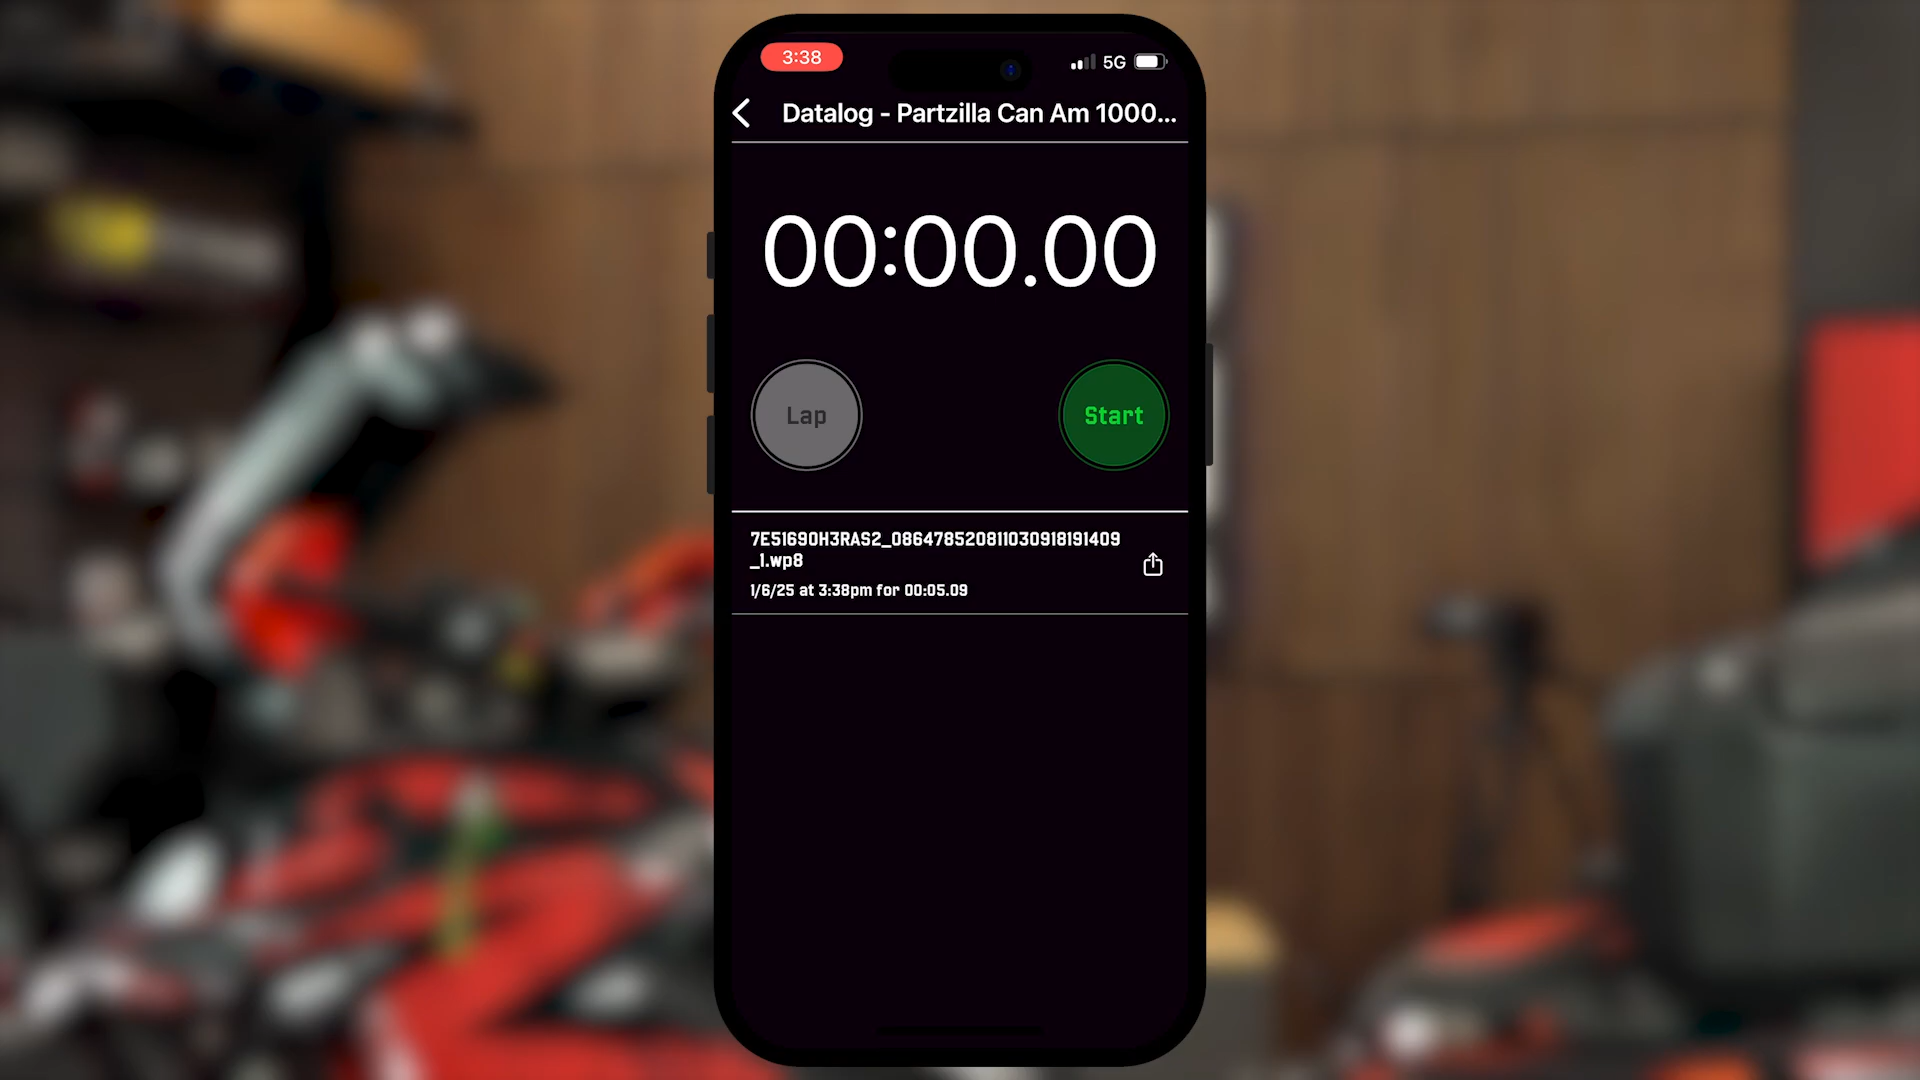 3:38
5G
Datalog - Partzilla Can Am 1000...
00:00.00
Lap
Start
7E51690H3RAS2_086478520811030918191409
_1.wp8
1/6/25 at 3:38pm for 00:05.09